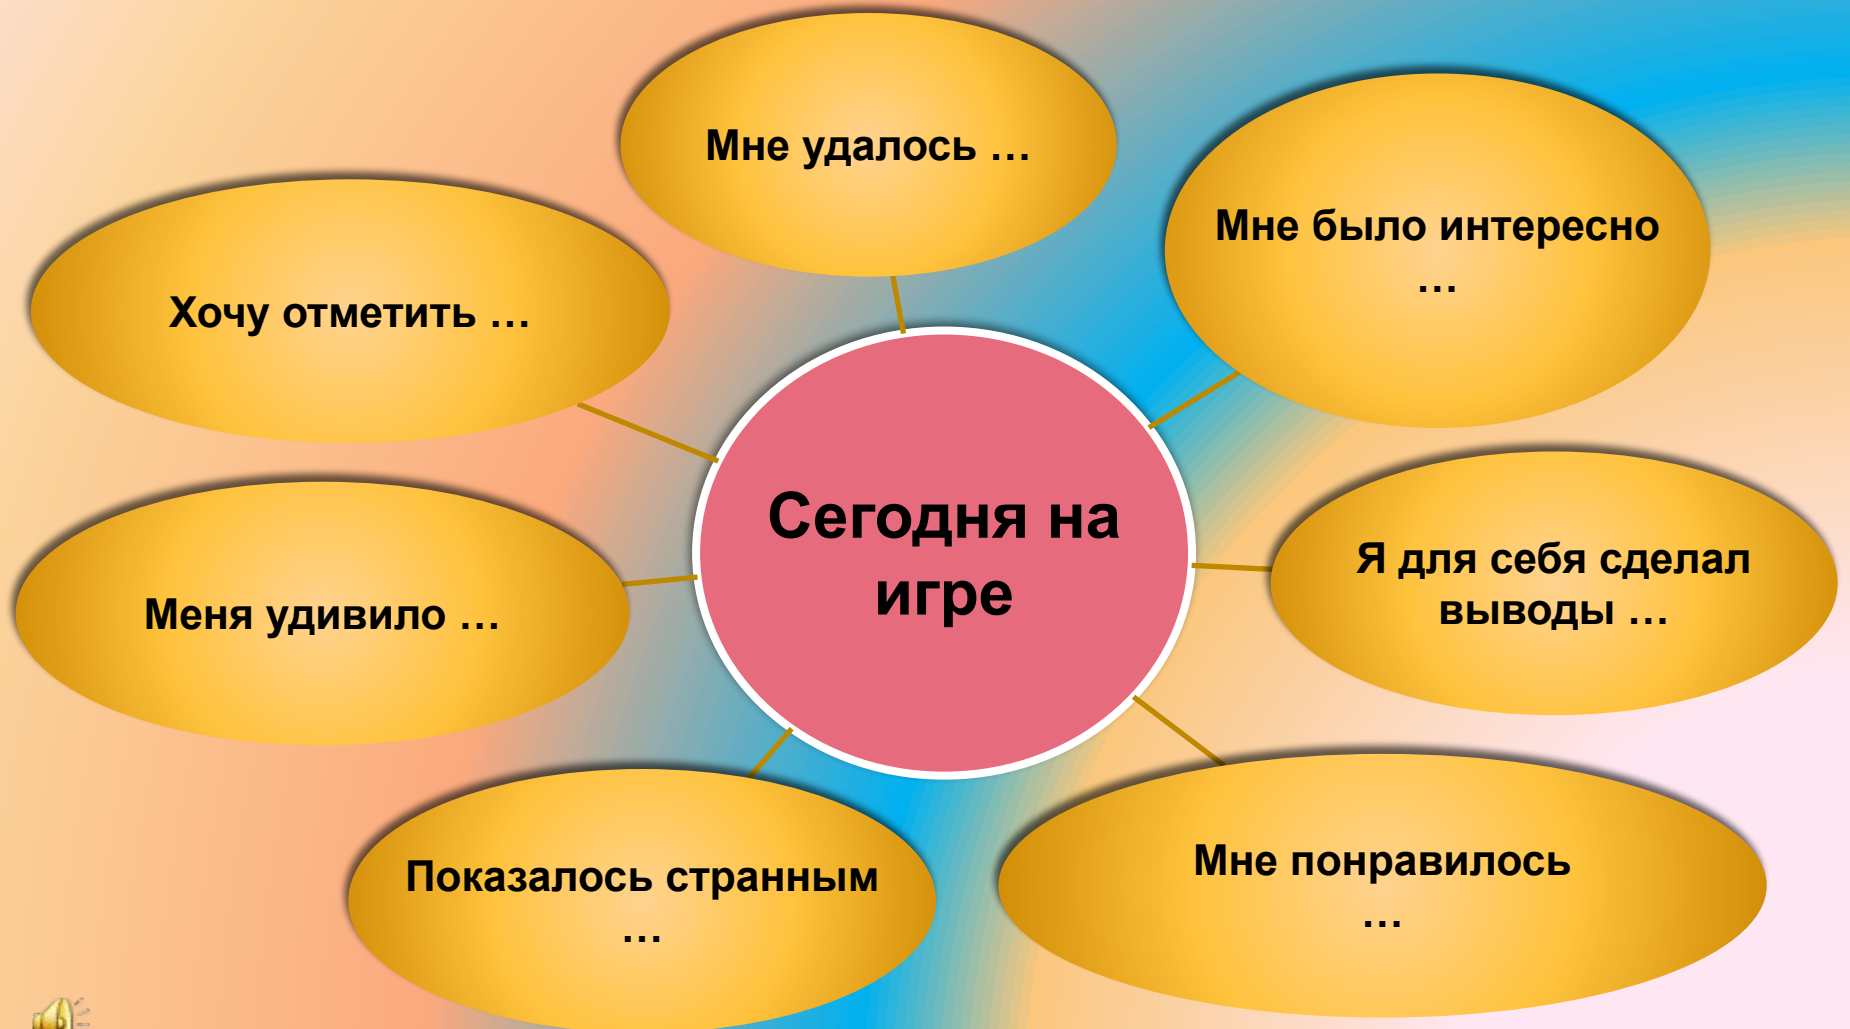 Мне удалось …
Мне было интересно
…
Хочу отметить …
Сегодня на
игре
Я для себя сделал
выводы …
Меня удивило …
Мне понравилось
…
Показалось странным
…